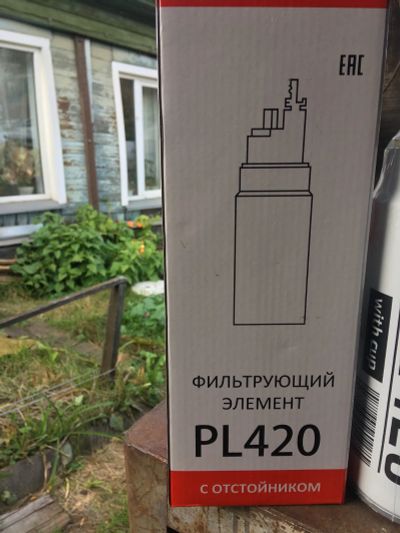 EAC
ФИЛЬТРУЮЩИЙ
ЭЛЕМЕНТ
PL420
С ОТСТОЙНИКОМ
with cup